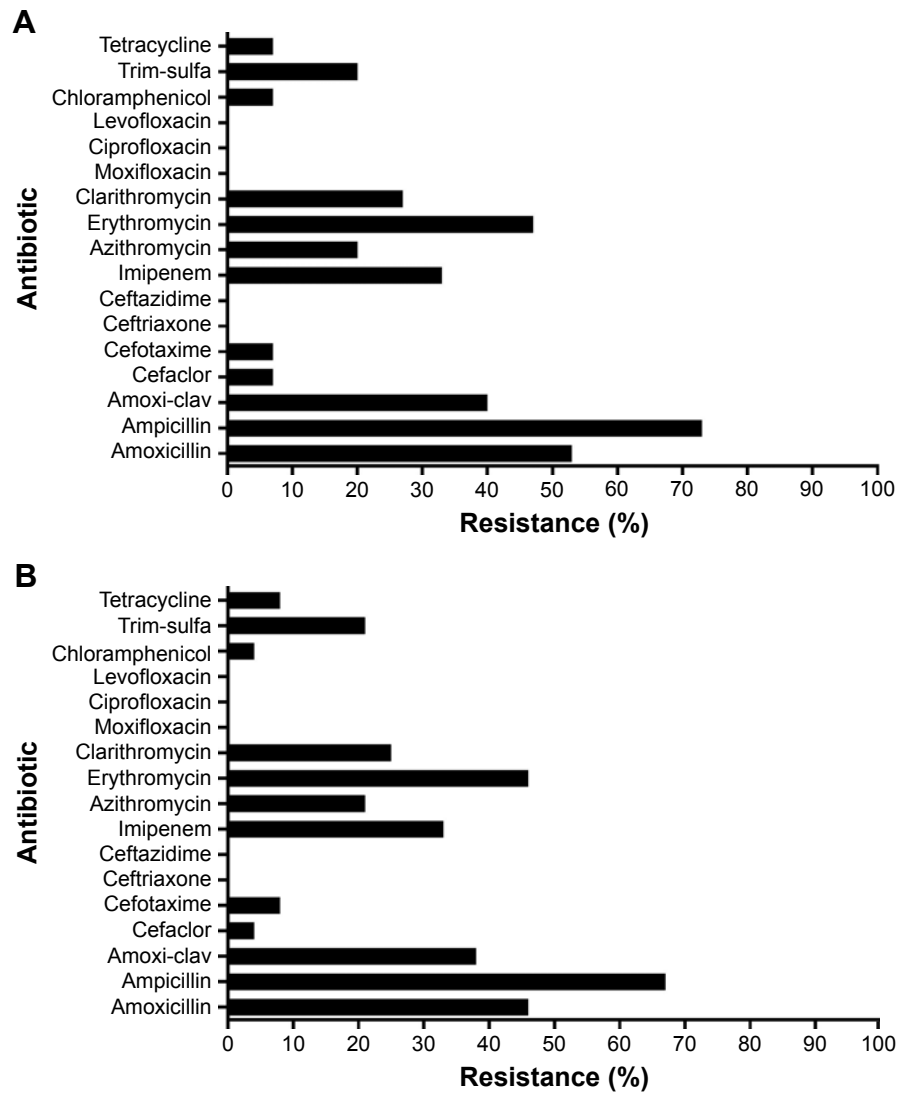 A
Tetracycline
Trim-sulfa
Chloramphenicol
Levofloxacin
Ciprofloxacin
Moxifloxacin
Clarithromycin
Erythromycin
Azithromycin
Imipenem
Ceftazidime
Ceftriaxone
Cefotaxime
Cefaclor
Amoxi-clav
Ampicillin
Amoxicillin
Antibiotic
0 10 20 30 40 50 60 70 80 90 100
Resistance (%)
B
Tetracycline
Trim-sulfa
Chloramphenicol
Levofloxacin
Ciprofloxacin
Moxifloxacin
Clarithromycin
Erythromycin
Azithromycin
Imipenem
Ceftazidime
Ceftriaxone
Cefotaxime
Cefaclor
Amoxi-clav
Ampicillin
Amoxicillin
Antibiotic
0 10 20 30 40 50 60 70 80 90 100
Resistance (%)